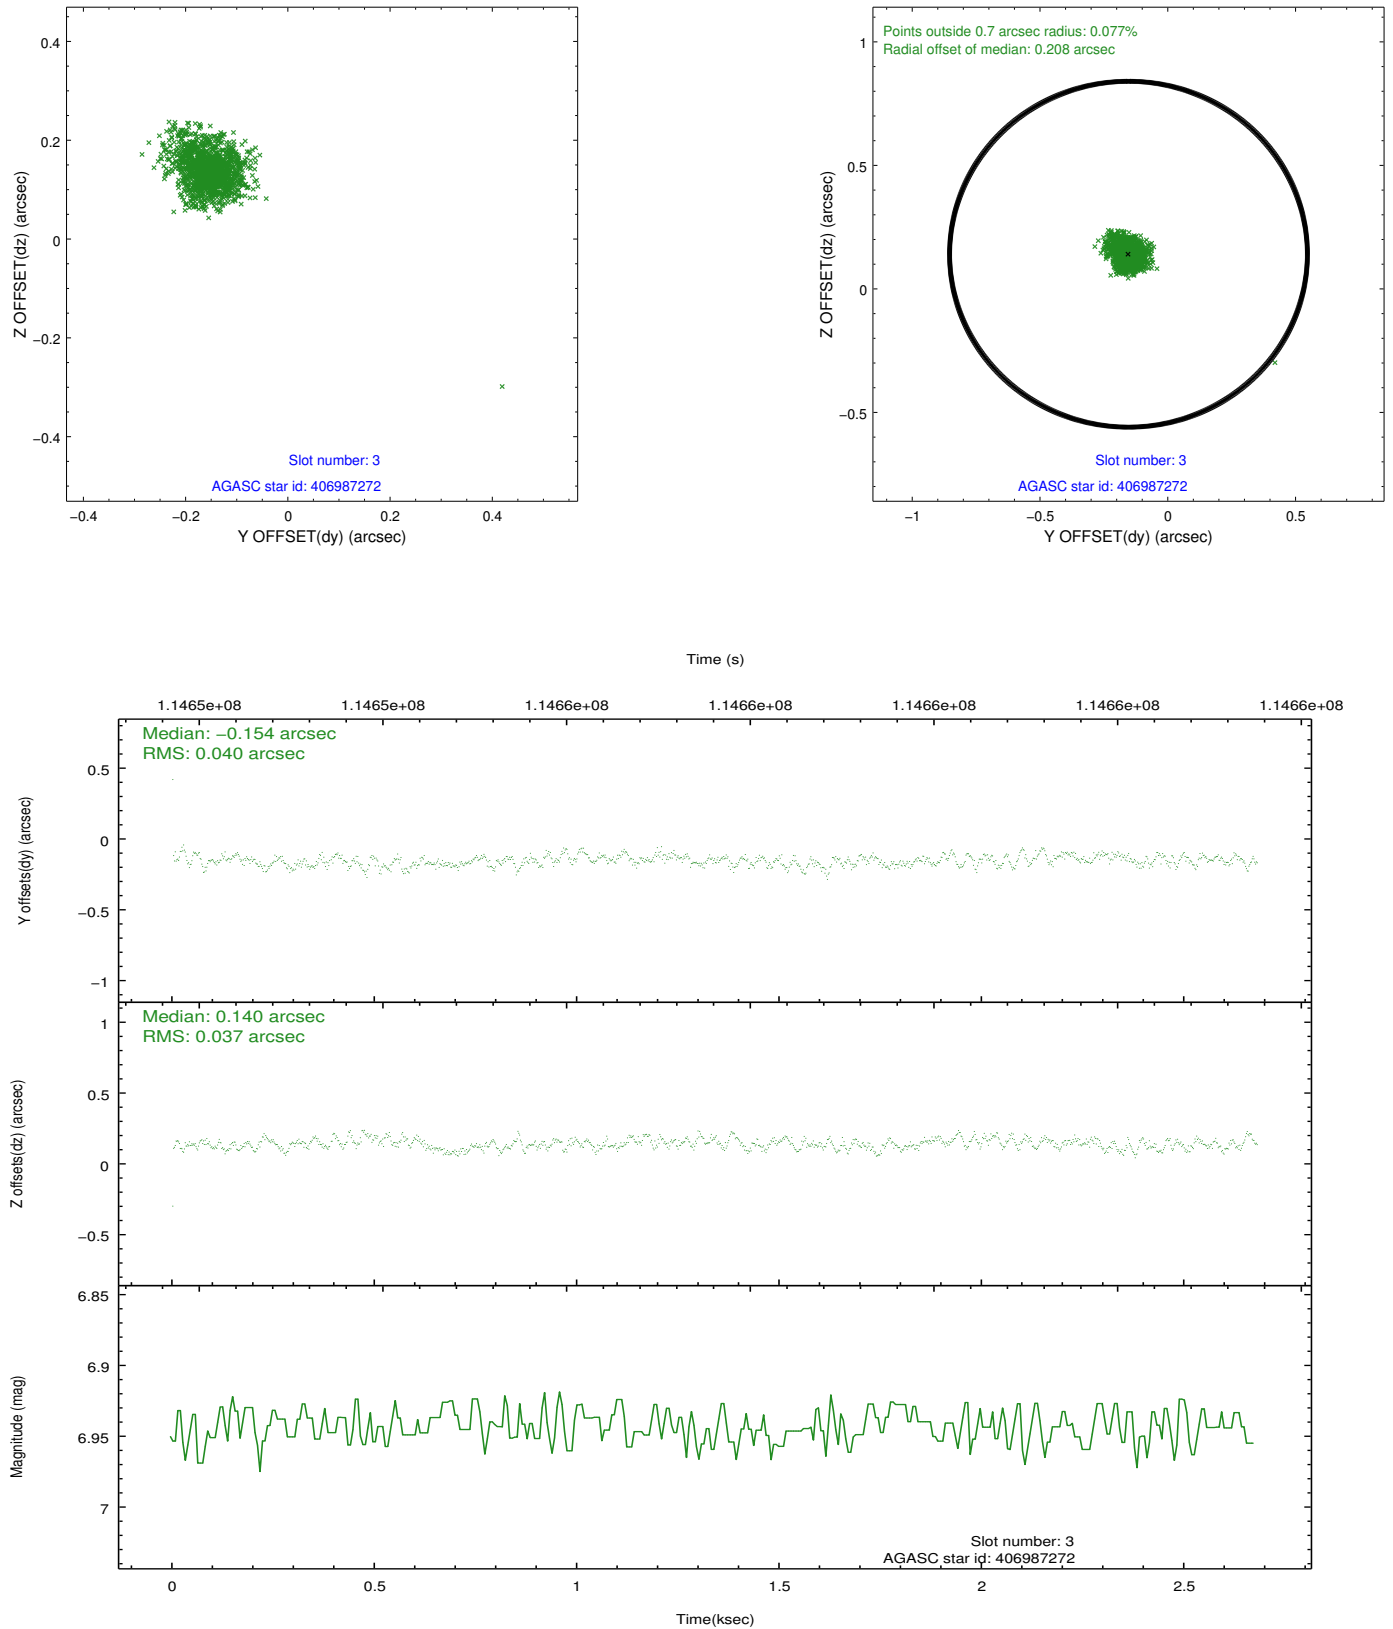 0.4
0.2
0
−0.2
−0.4
Z OFFSET(dz) (arcsec)
Slot number: 3
AGASC star id: 406987272
−0.4 −0.2 0 0.2 0.4
Y OFFSET(dy) (arcsec)
Points outside 0.7 arcsec radius: 0.077%
Radial offset of median: 0.208 arcsec
1
0.5
0
−0.5
Z OFFSET(dz) (arcsec)
Slot number: 3
AGASC star id: 406987272
−1 −0.5 0 0.5
Y OFFSET(dy) (arcsec)
Time (s)
1.1465e+08 1.1465e+08 1.1466e+08 1.1466e+08 1.1466e+08 1.1466e+08 1.1466e+08
Median: −0.154 arcsec
RMS: 0.040 arcsec
0.5
0
−0.5
−1
Y offsets(dy) (arcsec)
Median: 0.140 arcsec
RMS: 0.037 arcsec
1
0.5
0
−0.5
Z offsets(dz) (arcsec)
6.85
6.9
6.95
7
Magnitude (mag)
Slot number: 3
AGASC star id: 406987272
0 0.5 1 1.5 2 2.5
Time(ksec)